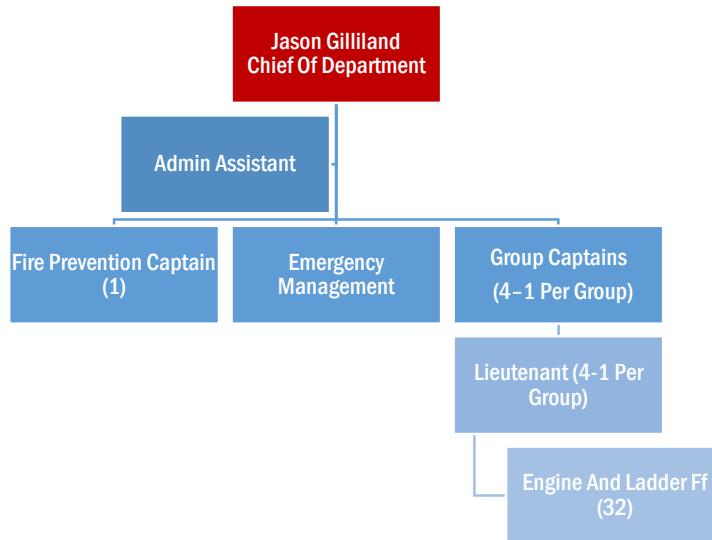 Jason Gilliland
Chief Of Department
Admin Assistant
Fire Prevention Captain
(1)
Emergency
Management
Group Captains
(4–1 Per Group)
Lieutenant (4-1 Per
Group)
Engine And Ladder Ff
(32)